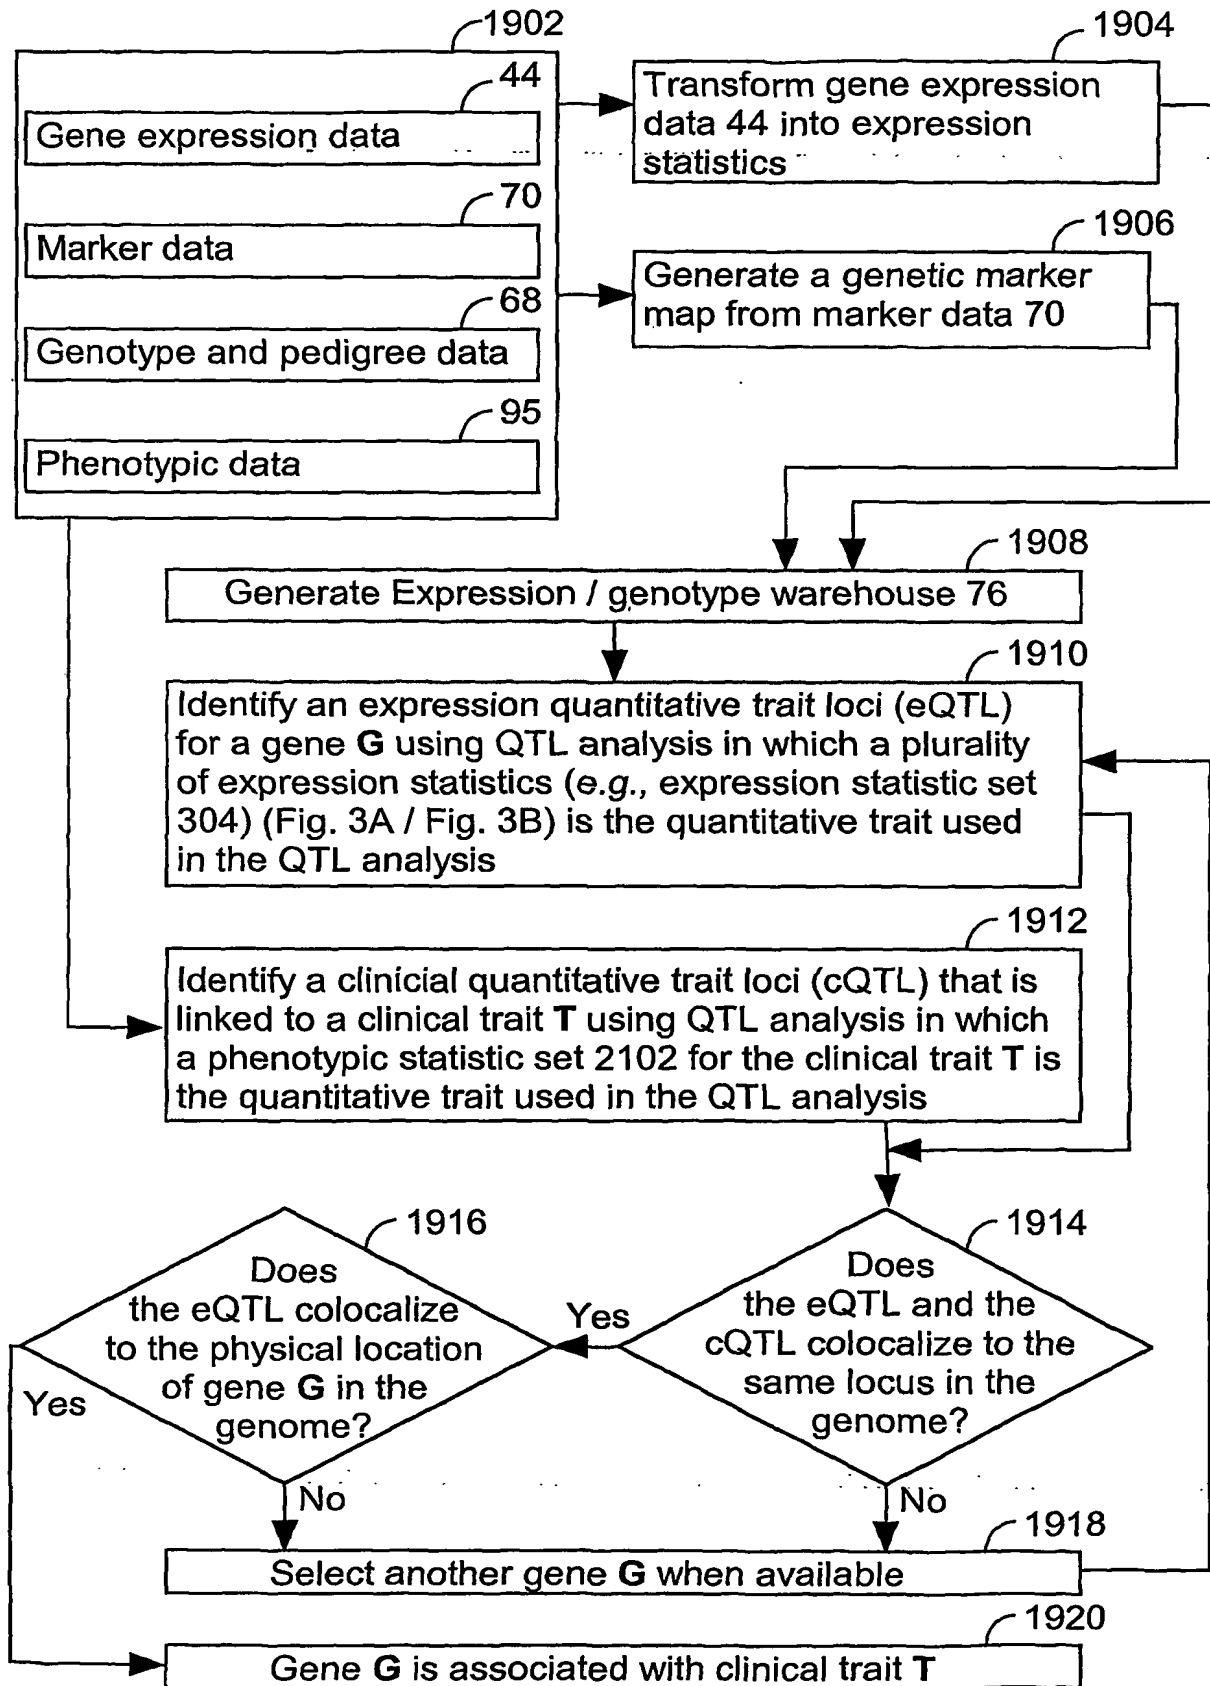 1902
44
Gene expression data
70
Marker data
68
Genotype and pedigree data
95
Phenotypic data
1904
Transform gene expression
data 44 into expression
statistics
1906
Generate a genetic marker
map from marker data 70
1908
Generate Expression / genotype warehouse 76
1910
Identify an expression quantitative trait loci (eQTL)
for a gene G using QTL analysis in which a plurality
of expression statistics (e.g., expression statistic set
304) (Fig. 3A / Fig. 3B) is the quantitative trait used
in the QTL analysis
1912
Identify a clinicial quantitative trait loci (cQTL) that is
linked to a clinical trait T using QTL analysis in which
a phenotypic statistic set 2102 for the clinical trait T is
the quantitative trait used in the QTL analysis
1914
Does
the eQTL and the
cQTL colocalize to the
same locus in the
genome?
Yes
No
1916
Does
the eQTL colocalize
to the physical location
of gene G in the
genome?
Yes
No
1918
Select another gene G when available
1920
Gene G is associated with clinical trait T